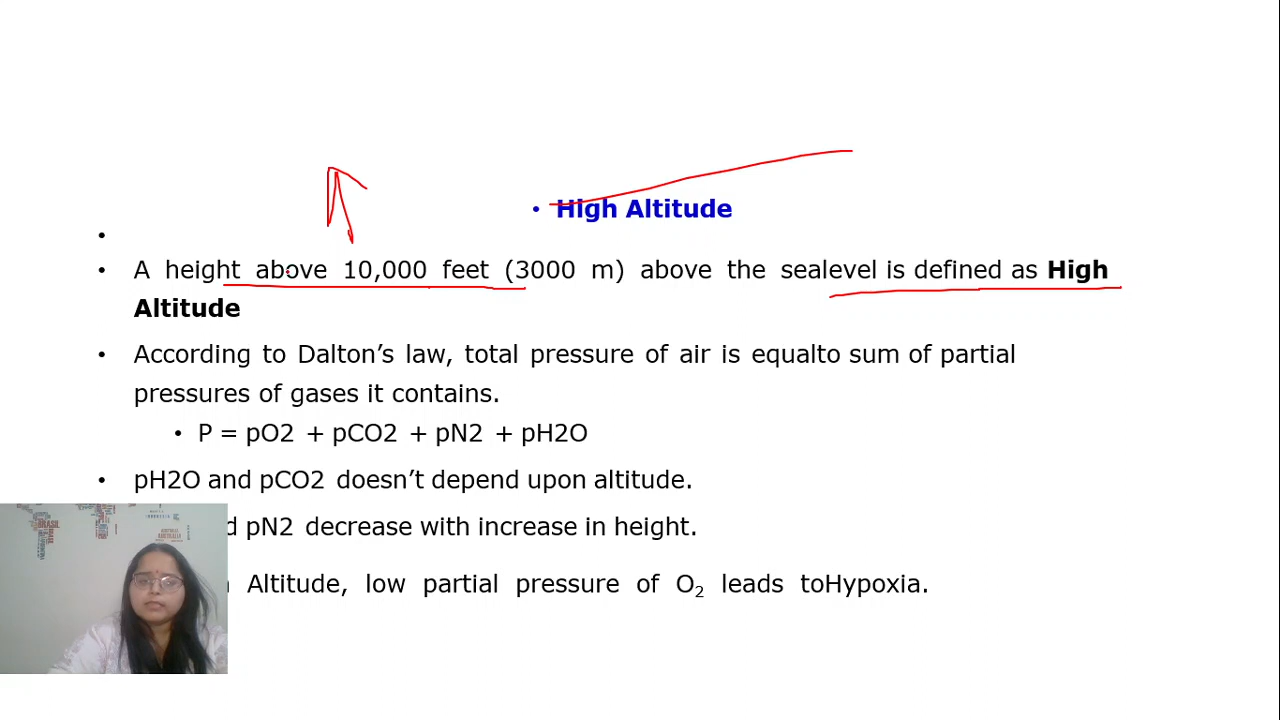 • High Altitude
•
• A height above 10,000 feet (3000 m) above the sealevel is defined as High
Altitude
• According to Dalton’s law, total pressure of air is equalto sum of partial
pressures of gases it contains.
• P = pO2 + pCO2 + pN2 + pH2O
• pH2O and pCO2 doesn’t depend upon altitude.
pN2 decrease with increase in height.
Altitude, low partial pressure of O₂ leads toHypoxia.
BRASIL